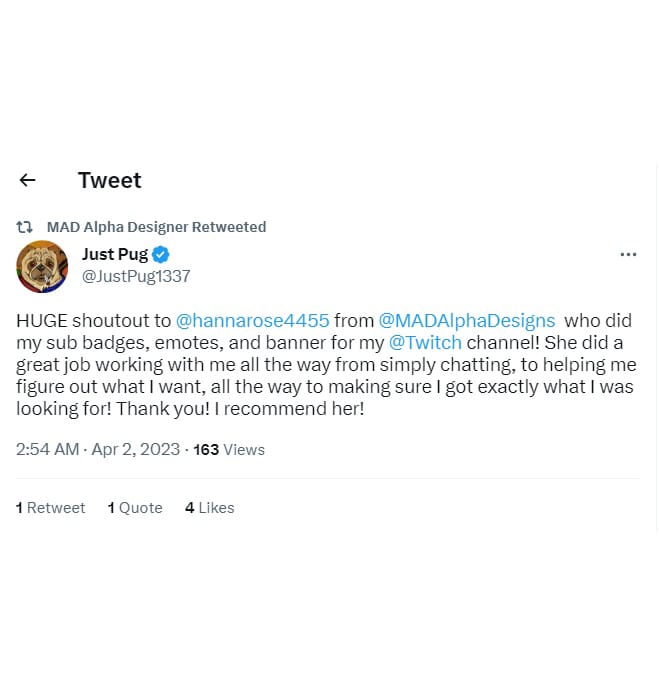 Tweet
MAD Alpha Designer Retweeted
Just Pug
@JustPug1337
HUGE shoutout to @hannarose4455 from @MADAlphaDesigns who did
my sub badges, emotes, and banner for my @Twitch channel! She did a
great job working with me all the way from simply chatting, to helping me
figure out what I want, all the way to making sure I got exactly what I was
looking for! Thank you! I recommend her!
2:54 AM · Apr 2, 2023 · 163 Views
1 Retweet 1 Quote 4 Likes